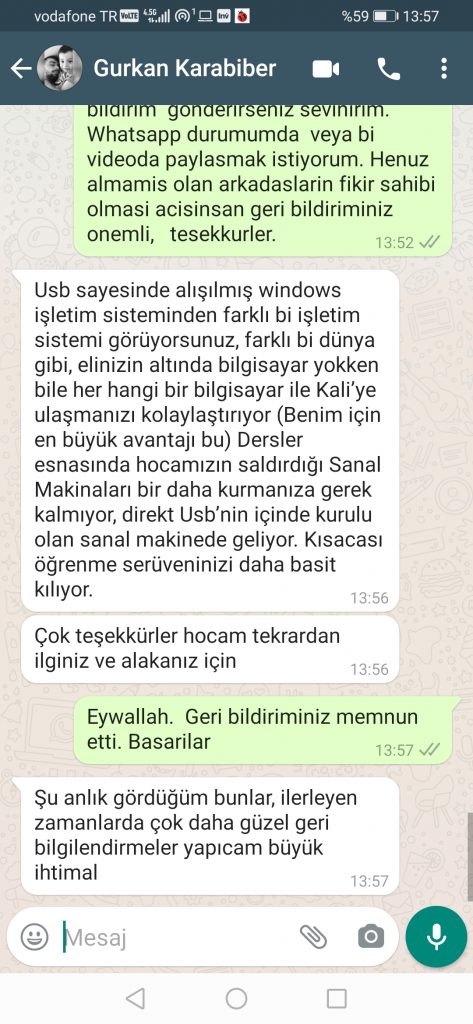 vodafone TR VoLTE 4.5G 1 inv %59 13:57
Gurkan Karabiber
bildirim gonderirseniz sevinirim.
Whatsapp durumumda veya bi
videoda paylasmak istiyorum. Henuz
almamis olan arkadaslarin fikir sahibi
olmasi acisinsan geri bildiriminiz
onemli, tesekkurler.
13:52
Usb sayesinde alışılmış windows
işletim sisteminden farklı bi işletim
sistemi görüyorsunuz, farklı bi dünya
gibi, elinizin altında bilgisayar yokken
bile her hangi bir bilgisayar ile Kali’ye
ulaşmanızı kolaylaştırıyor (Benim için
en büyük avantajı bu) Dersler
esnasında hocamızın saldırdığı Sanal
Makinaları bir daha kurmanıza gerek
kalmıyor, direkt Usb’nin içinde kurulu
olan sanal makinede geliyor. Kısacası
öğrenme serüveninizi daha basit
kılıyor.
13:56
Çok teşekkürler hocam tekrardan
ilginiz ve alakanız için
13:56
Eywallah. Geri bildiriminiz memnun
etti. Basarilar
13:57
Şu anlık gördüğüm bunlar, ilerleyen
zamanlarda çok daha güzel geri
bilgilendirmeler yapıcam büyük
ihtimal
13:57
Mesaj